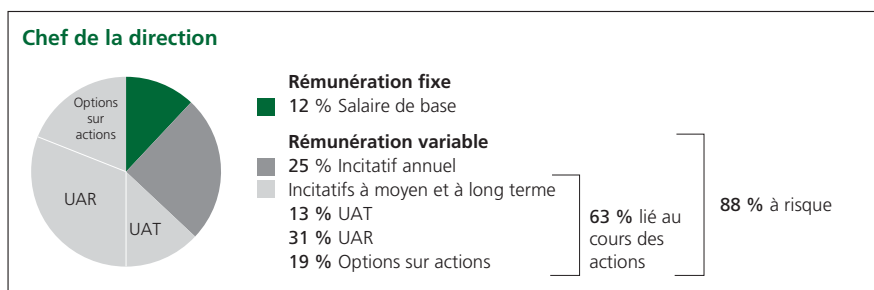 Chef de la direction
Options
sur
actions
UAR
UAT
Rémunération fixe
12 % Salaire de base
Rémunération variable
25 % Incitatif annuel
Incitatifs à moyen et à long terme
13 % UAT
31 % UAR
19 % Options sur actions
63 % lié au
cours des
actions
88 % à risque